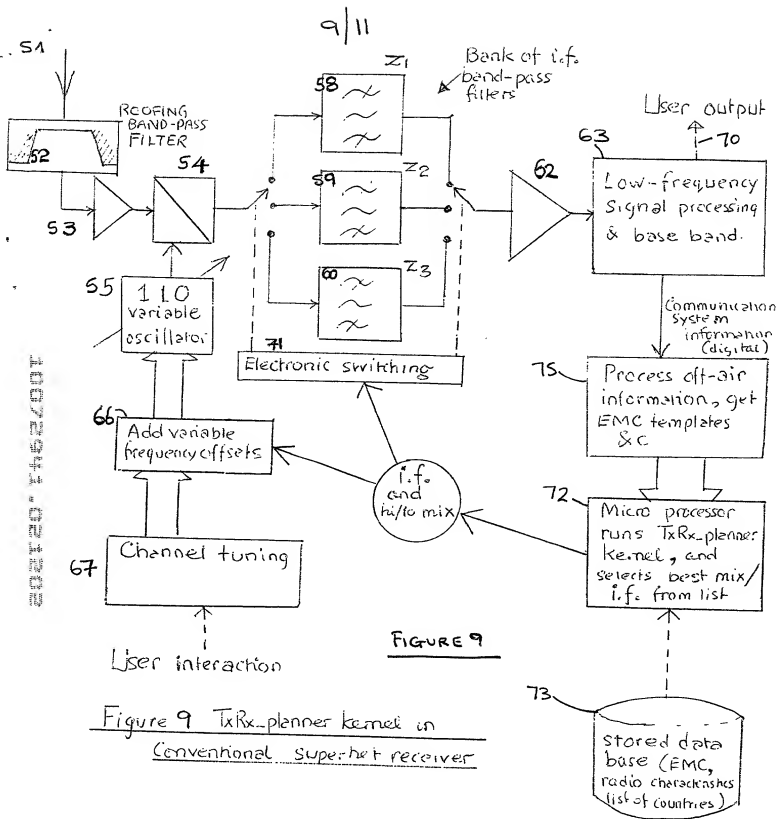 9/11
51
ROOFING
BAND-PASS
FILTER
52
53
54
58
Z1
Bank of i.f.
band-pass
filters
59
Z2
60
Z3
62
User output
70
63
Low-frequency
Signal processing
& base band.
55
1 LO
variable
oscillator
71
Electronic switching
Communication
system
information
(digital)
75
Process off-air
information, get
EMC templates
& c
66
Add variable
frequency offsets
i.f.
and
hi/lo mix
72
Micro processor
runs TxRx_planner
kernel, and
selects best mix/
i.f. from list
67
Channel tuning
User interaction
FIGURE 9
73
stored data
base (EMC,
radio characteristics
list of countries)
Figure 9 TxRx_planner kernel in
Conventional superhet receiver
10072941.021202